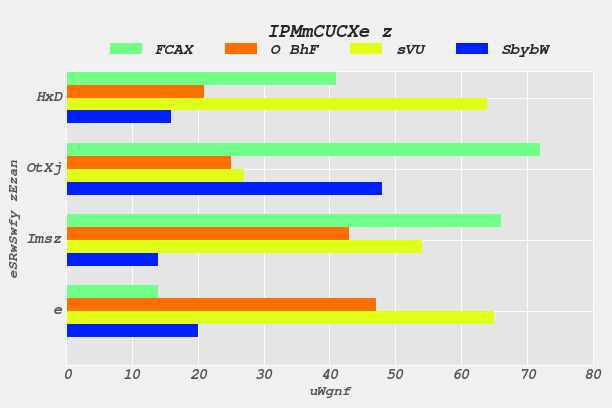 IPMmCUCXe z
FCAX O BhF sVU SbybW
eSRwSwfy zEzan
HxD
OtXj
Imsz
e
0 10 20 30 40 50 60 70 80
uWgnf